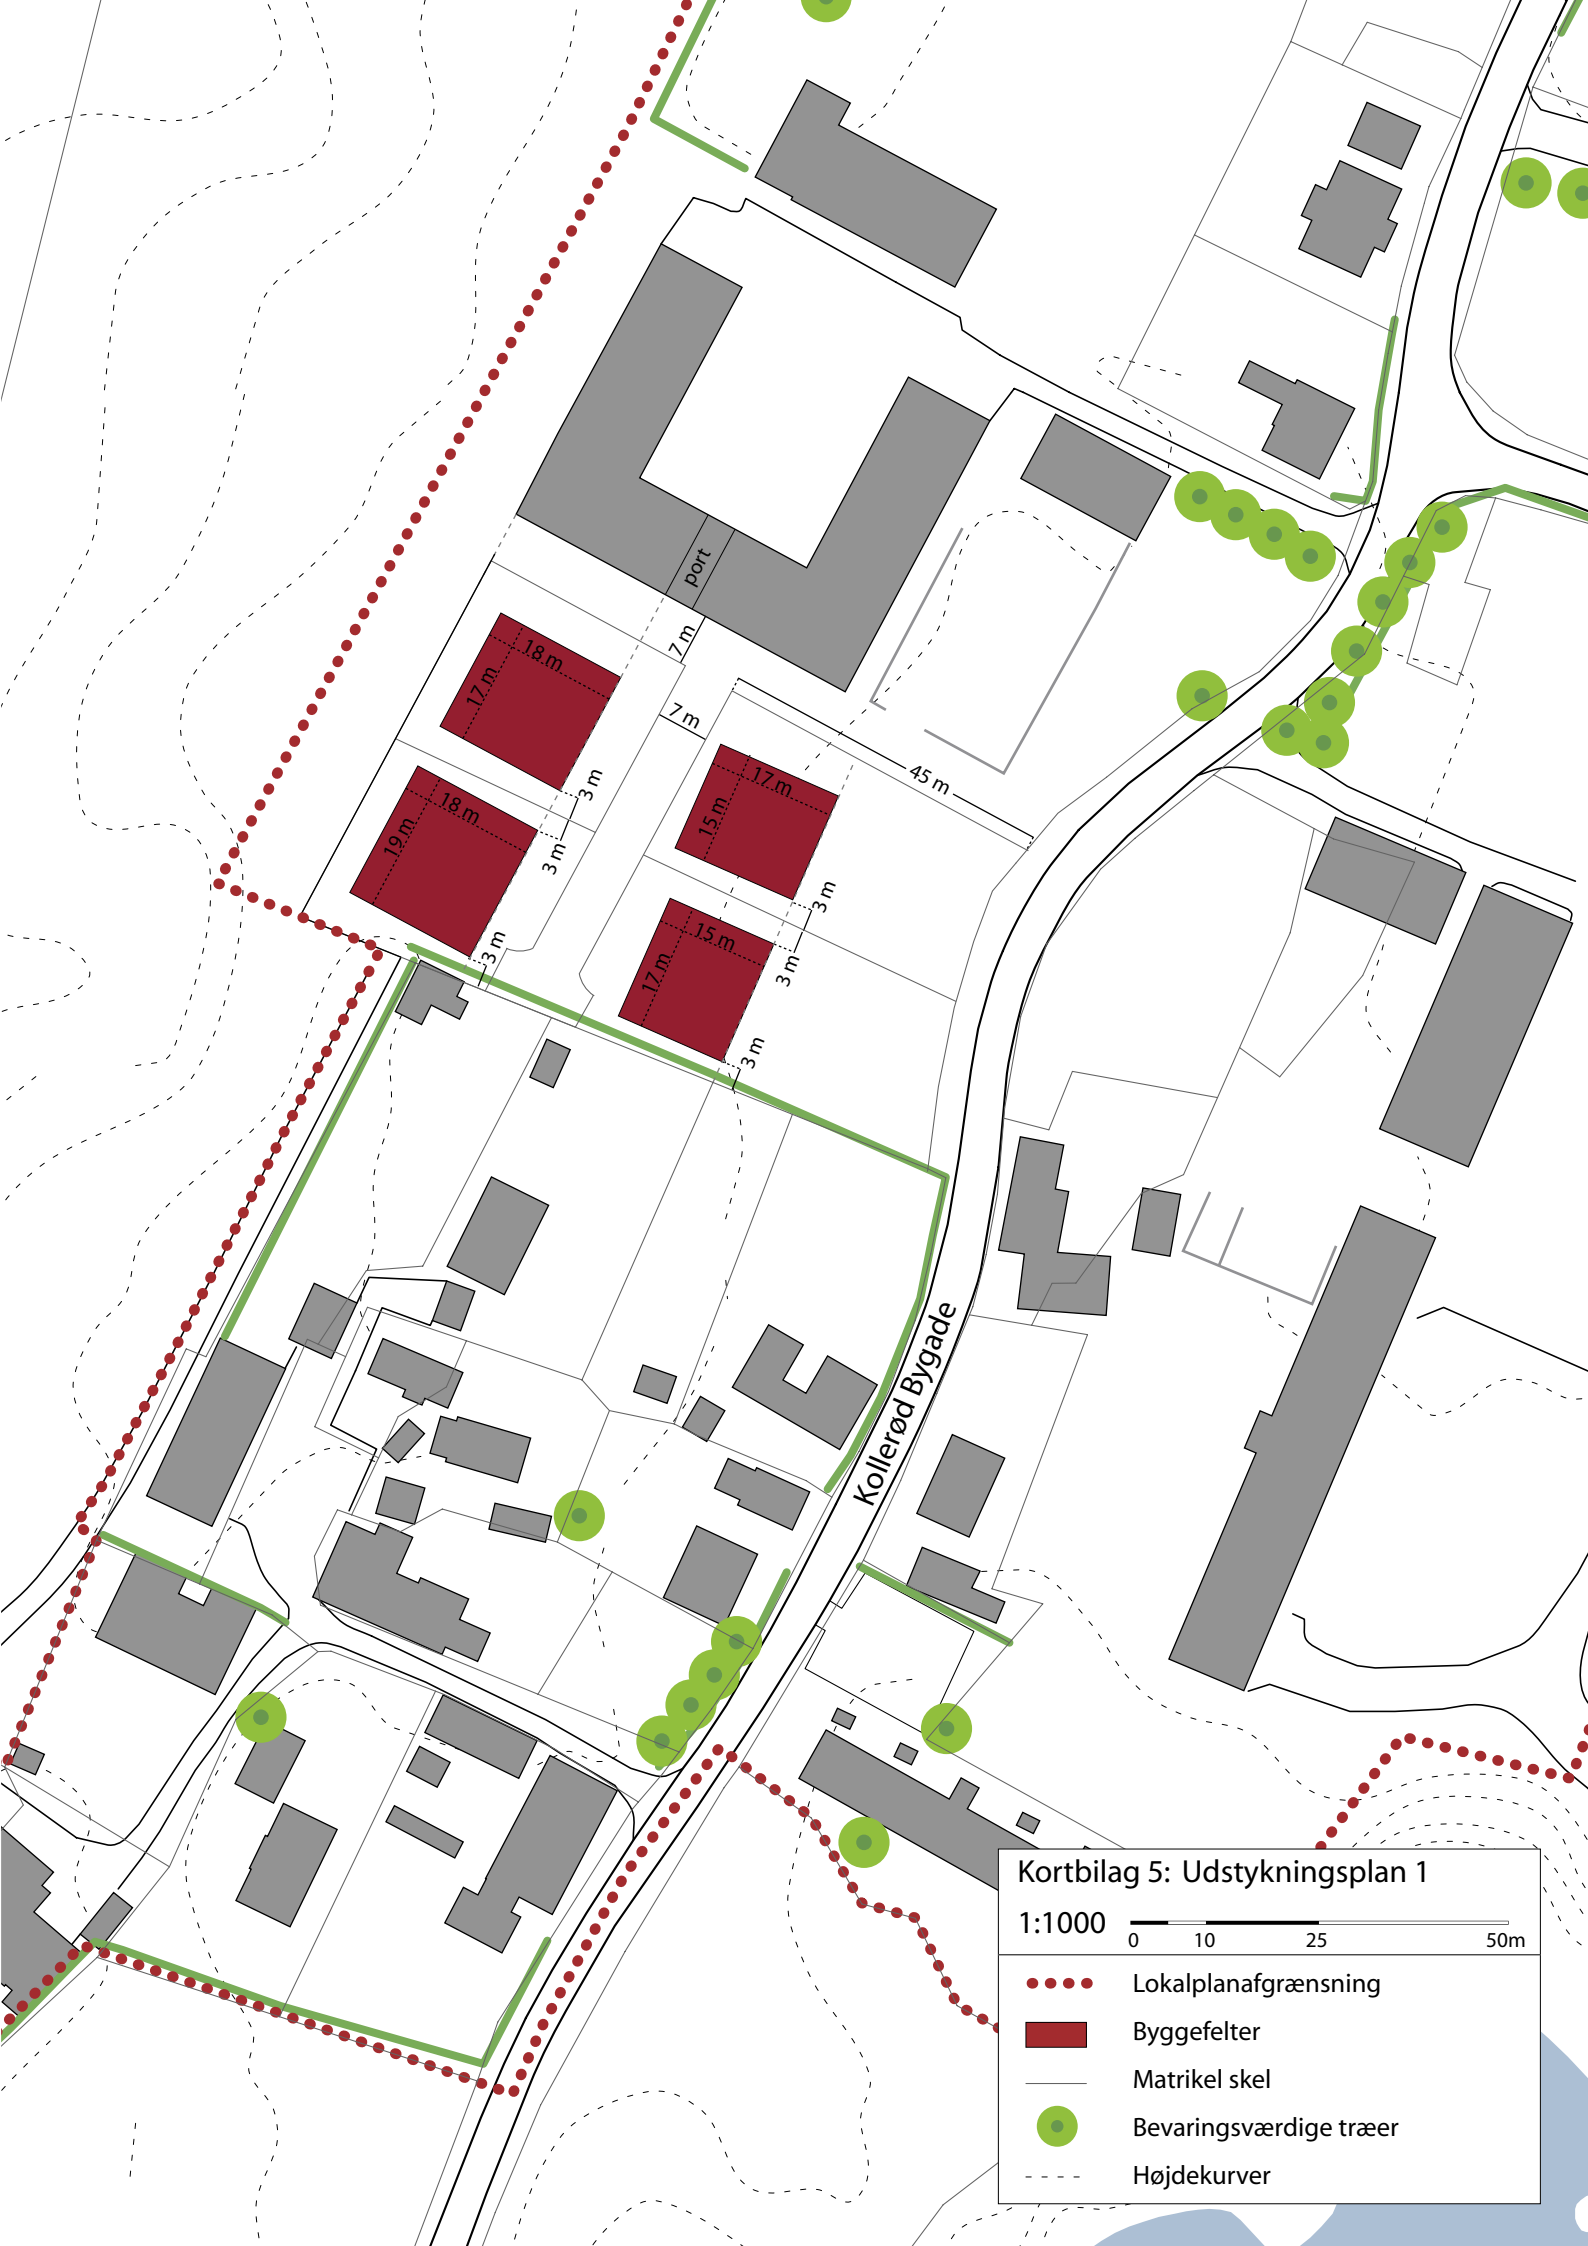 port
7 m
18 m
17 m
7 m
3 m
17 m
45 m
15 m
18 m
19 m
3 m
3 m
15 m
3 m
17 m
3 m
3 m
Kollerød Bygade
Kortbilag 5: Udstykningsplan 1
1:1000
0 10 25 50m
Lokalplanafgrænsning
Byggefelter
Matrikel skel
Bevaringsværdige træer
Højdekurver